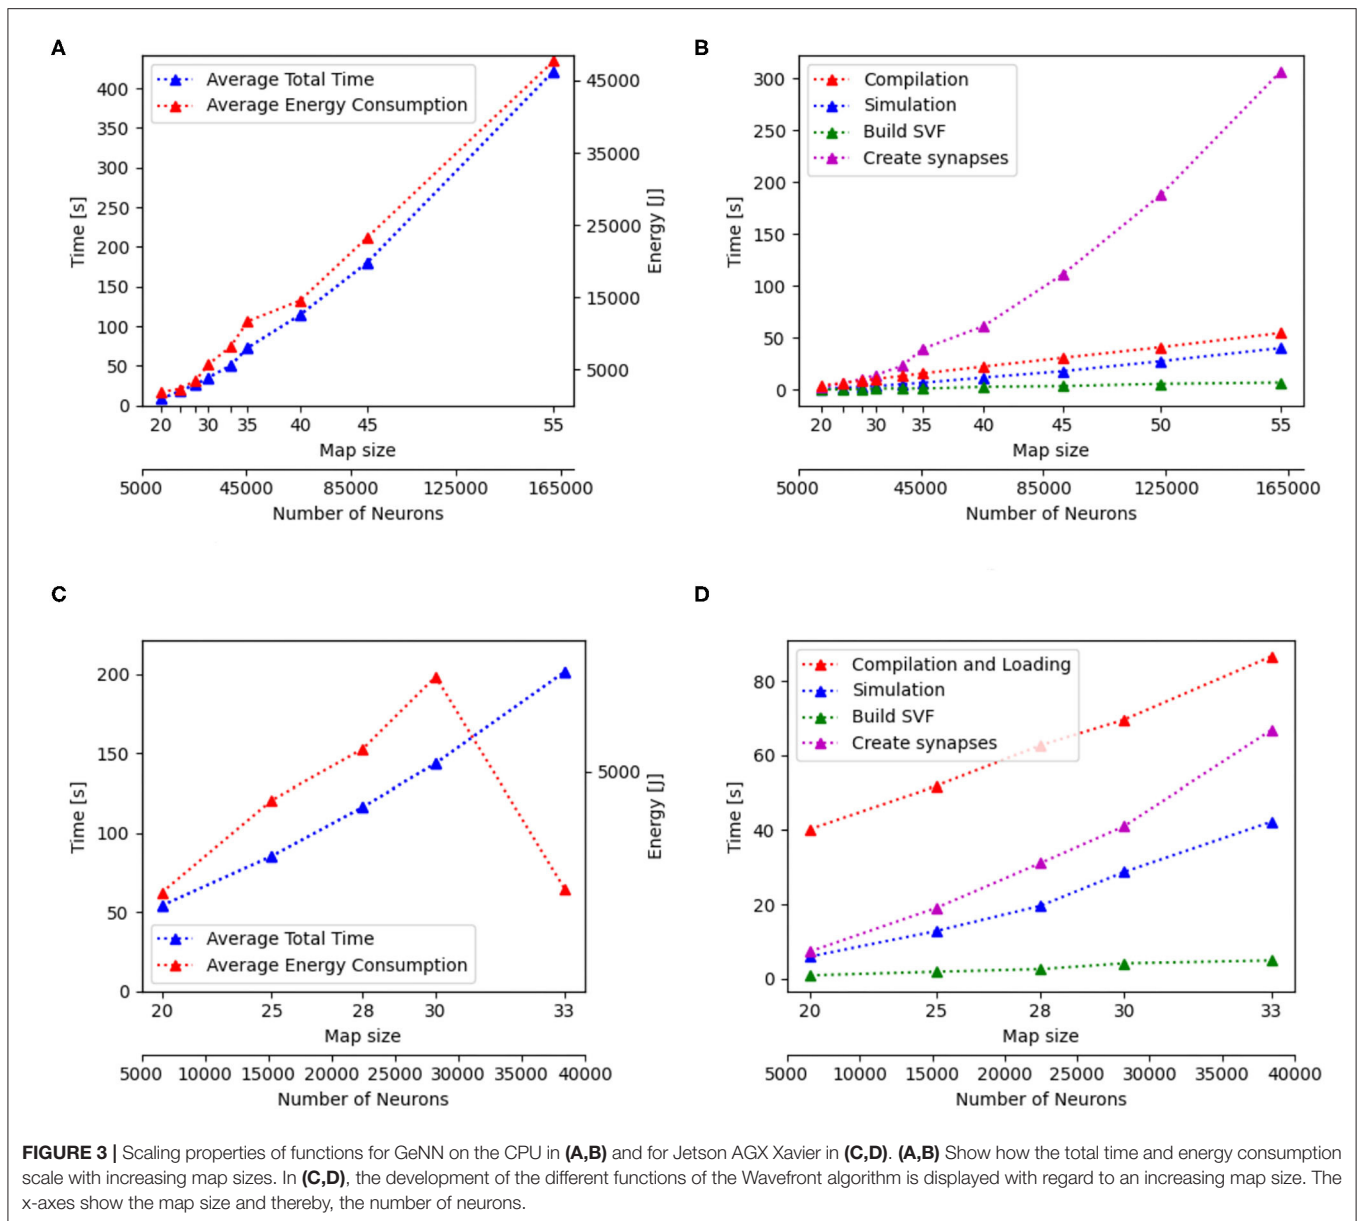 A
Average Total Time
Average Energy Consumption
400
350
300
250
200
150
100
50
0
Time [s]
45000
35000
25000
15000
5000
Energy [J]
20 30 35 40 45 55
Map size
5000 45000 85000 125000 165000
Number of Neurons
B
Compilation
Simulation
Build SVF
Create synapses
300
250
200
150
100
50
0
Time [s]
20 30 35 40 45 50 55
Map size
5000 45000 85000 125000 165000
Number of Neurons
C
200
150
100
50
0
Time [s]
5000
Energy [J]
Average Total Time
Average Energy Consumption
20 25 28 30 33
Map size
5000 10000 15000 20000 25000 30000 35000 40000
Number of Neurons
D
Compilation and Loading
Simulation
Build SVF
Create synapses
80
60
40
20
0
Time [s]
20 25 28 30 33
Map size
5000 10000 15000 20000 25000 30000 35000 40000
Number of Neurons
FIGURE 3 | Scaling properties of functions for GeNN on the CPU in (A,B) and for Jetson AGX Xavier in (C,D). (A,B) Show how the total time and energy consumption
scale with increasing map sizes. In (C,D), the development of the different functions of the Wavefront algorithm is displayed with regard to an increasing map size. The
x-axes show the map size and thereby, the number of neurons.